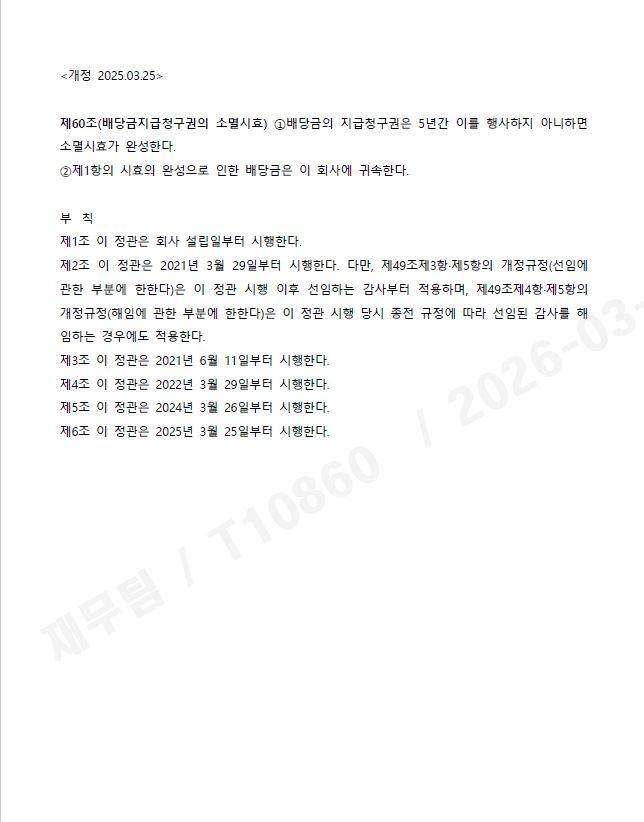 <개정 2025.03.25>
제60조(배당금지급청구권의 소멸시효) ①배당금의 지급청구권은 5년간 이를 행사하지 아니하면
소멸시효가 완성한다.
②제1항의 시효의 완성으로 인한 배당금은 이 회사에 귀속한다.
부 칙
제1조 이 정관은 회사 설립일부터 시행한다.
제2조 이 정관은 2021년 3월 29일부터 시행한다. 다만, 제49조제3항·제5항의 개정규정(선임에
관한 부분에 한한다)은 이 정관 시행 이후 선임하는 감사부터 적용하며, 제49조제4항·제5항의
개정규정(해임에 관한 부분에 한한다)은 이 정관 시행 당시 종전 규정에 따라 선임된 감사를 해
임하는 경우에도 적용한다.
제3조 이 정관은 2021년 6월 11일부터 시행한다.
제4조 이 정관은 2022년 3월 29일부터 시행한다.
제5조 이 정관은 2024년 3월 26일부터 시행한다.
제6조 이 정관은 2025년 3월 25일부터 시행한다.
재무팀 / T10860 / 2026-03-